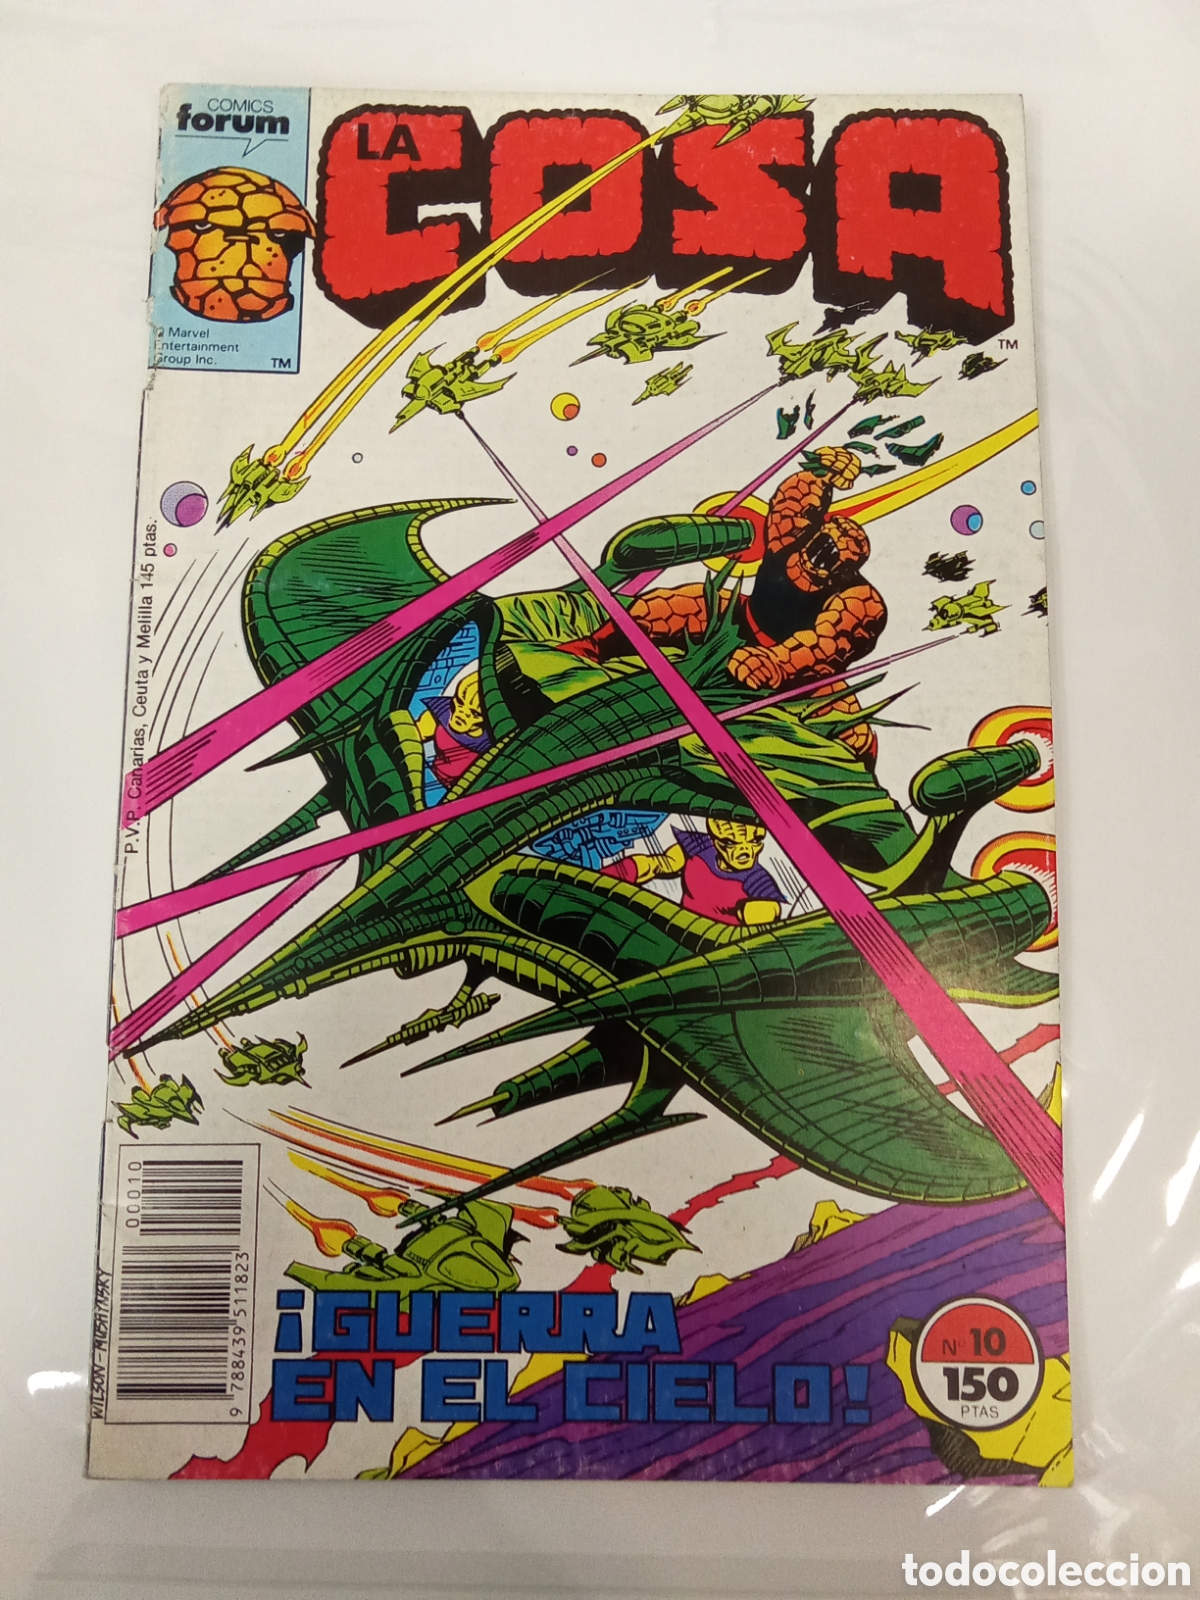 COMICS
forum
LA
COSA
© Marvel
Entertainment
Group Inc.
TM
TM
P.V.P. Canarias, Ceuta y Melilla 145 ptas.
00010
9 788439 511823
WILSON-MUSHYNSKY
¡GUERRA
EN EL CIELO!
Nº 10
150
PTAS
todocoleccion